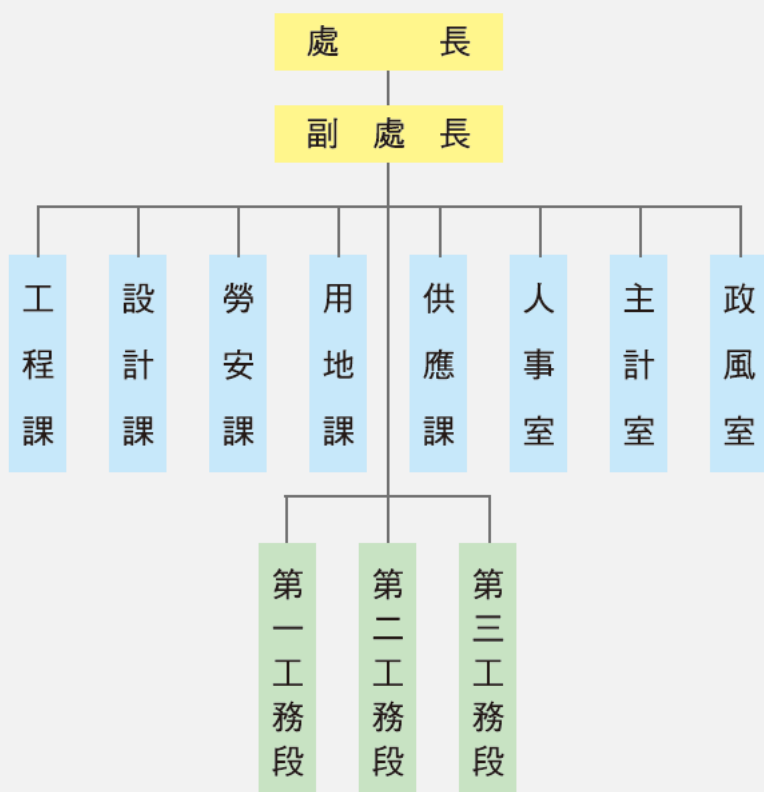 處長
副處長
工程課
設計課
勞安課
用地課
供應課
人事室
主計室
政風室
第一工務段
第二工務段
第三工務段